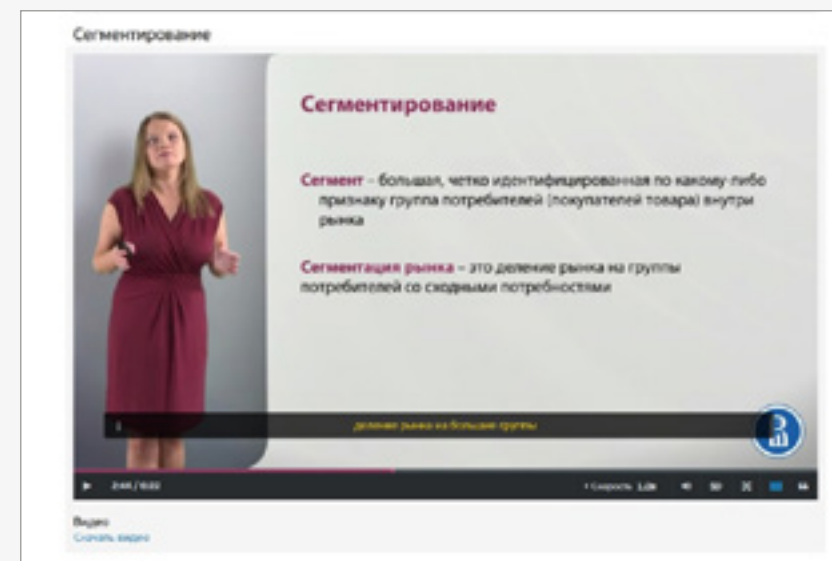 Сегментирование
Сегментирование
Сегмент – большая, четко идентифицированная по какому-либо
признаку группа потребителей (покупателей товара) внутри
рынка
Сегментация рынка – это деление рынка на группы
потребителей со сходными потребностями
деление рынка на большие группы
Скорость
Видео
Скачать видео